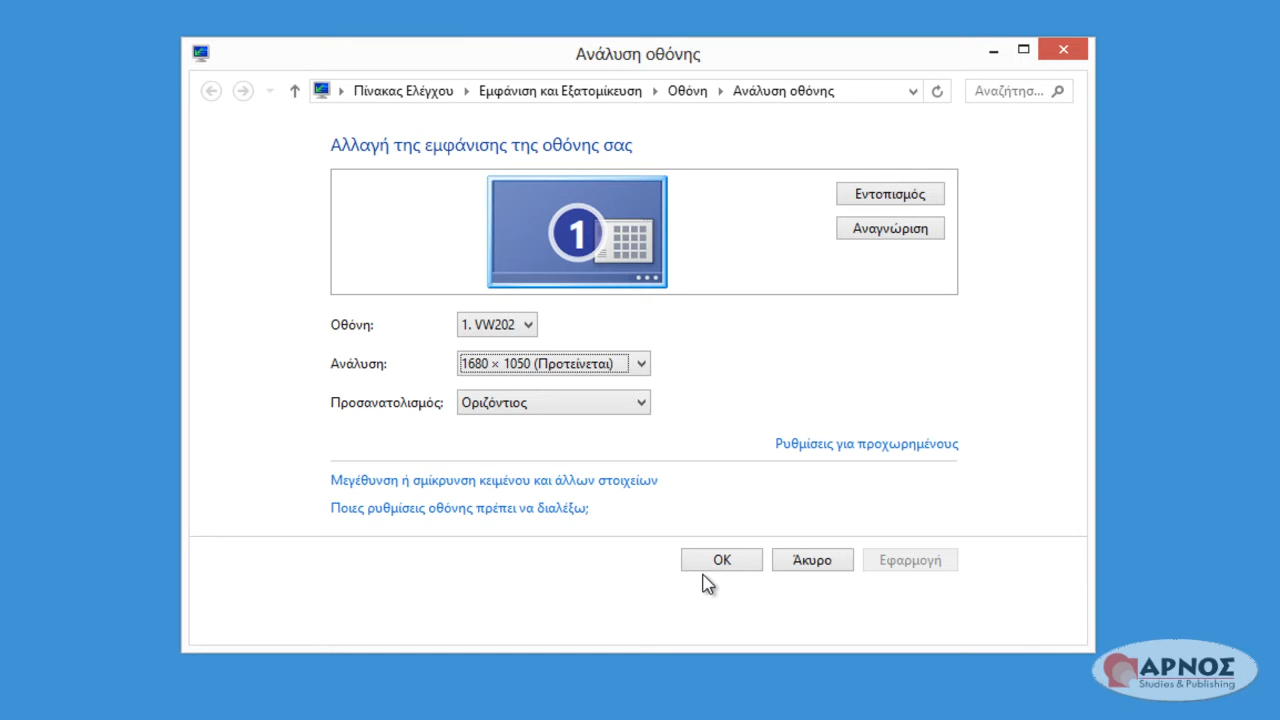 Ανάλυση οθόνης
Πίνακας Ελέγχου Εμφάνιση και Εξατομίκευση Οθόνη Ανάλυση οθόνης Αναζήτησ...
Αλλαγή της εμφάνισης της οθόνης σας
1
Εντοπισμός
Αναγνώριση
Οθόνη: 1. VW202
Ανάλυση: 1680 × 1050 (Προτείνεται)
Προσανατολισμός: Οριζόντιος
Ρυθμίσεις για προχωρημένους
Μεγέθυνση ή σμίκρυνση κειμένου και άλλων στοιχείων
Ποιες ρυθμίσεις οθόνης πρέπει να διαλέξω;
OK Άκυρο Εφαρμογή
ΑΡΝΟΣ
Studies & Publishing